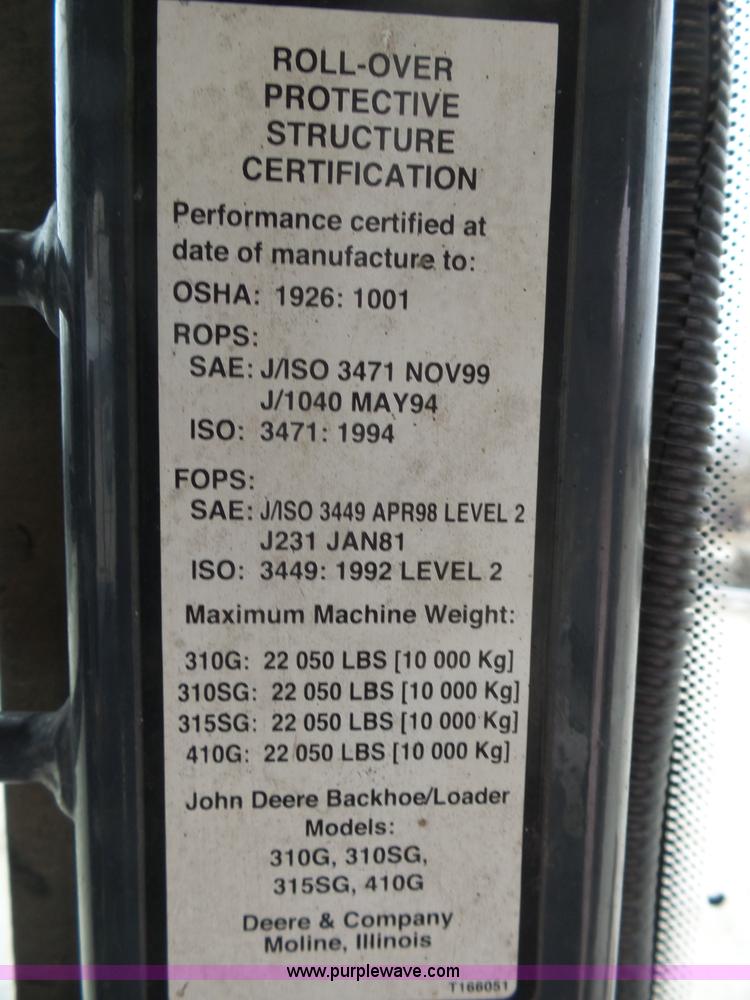 ROLL-OVER
PROTECTIVE
STRUCTURE
CERTIFICATION
Performance certified at
date of manufacture to:
OSHA: 1926: 1001
ROPS:
SAE: J/ISO 3471 NOV99
J/1040 MAY94
ISO: 3471: 1994
FOPS:
SAE: J/ISO 3449 APR98 LEVEL 2
J231 JAN81
ISO: 3449: 1992 LEVEL 2
Maximum Machine Weight:
310G: 22 050 LBS [10 000 Kg]
310SG: 22 050 LBS [10 000 Kg]
315SG: 22 050 LBS [10 000 Kg]
410G: 22 050 LBS [10 000 Kg]
John Deere Backhoe/Loader
Models:
310G, 310SG,
315SG, 410G
Deere & Company
Moline, Illinois
www.purplewave.com
T166051